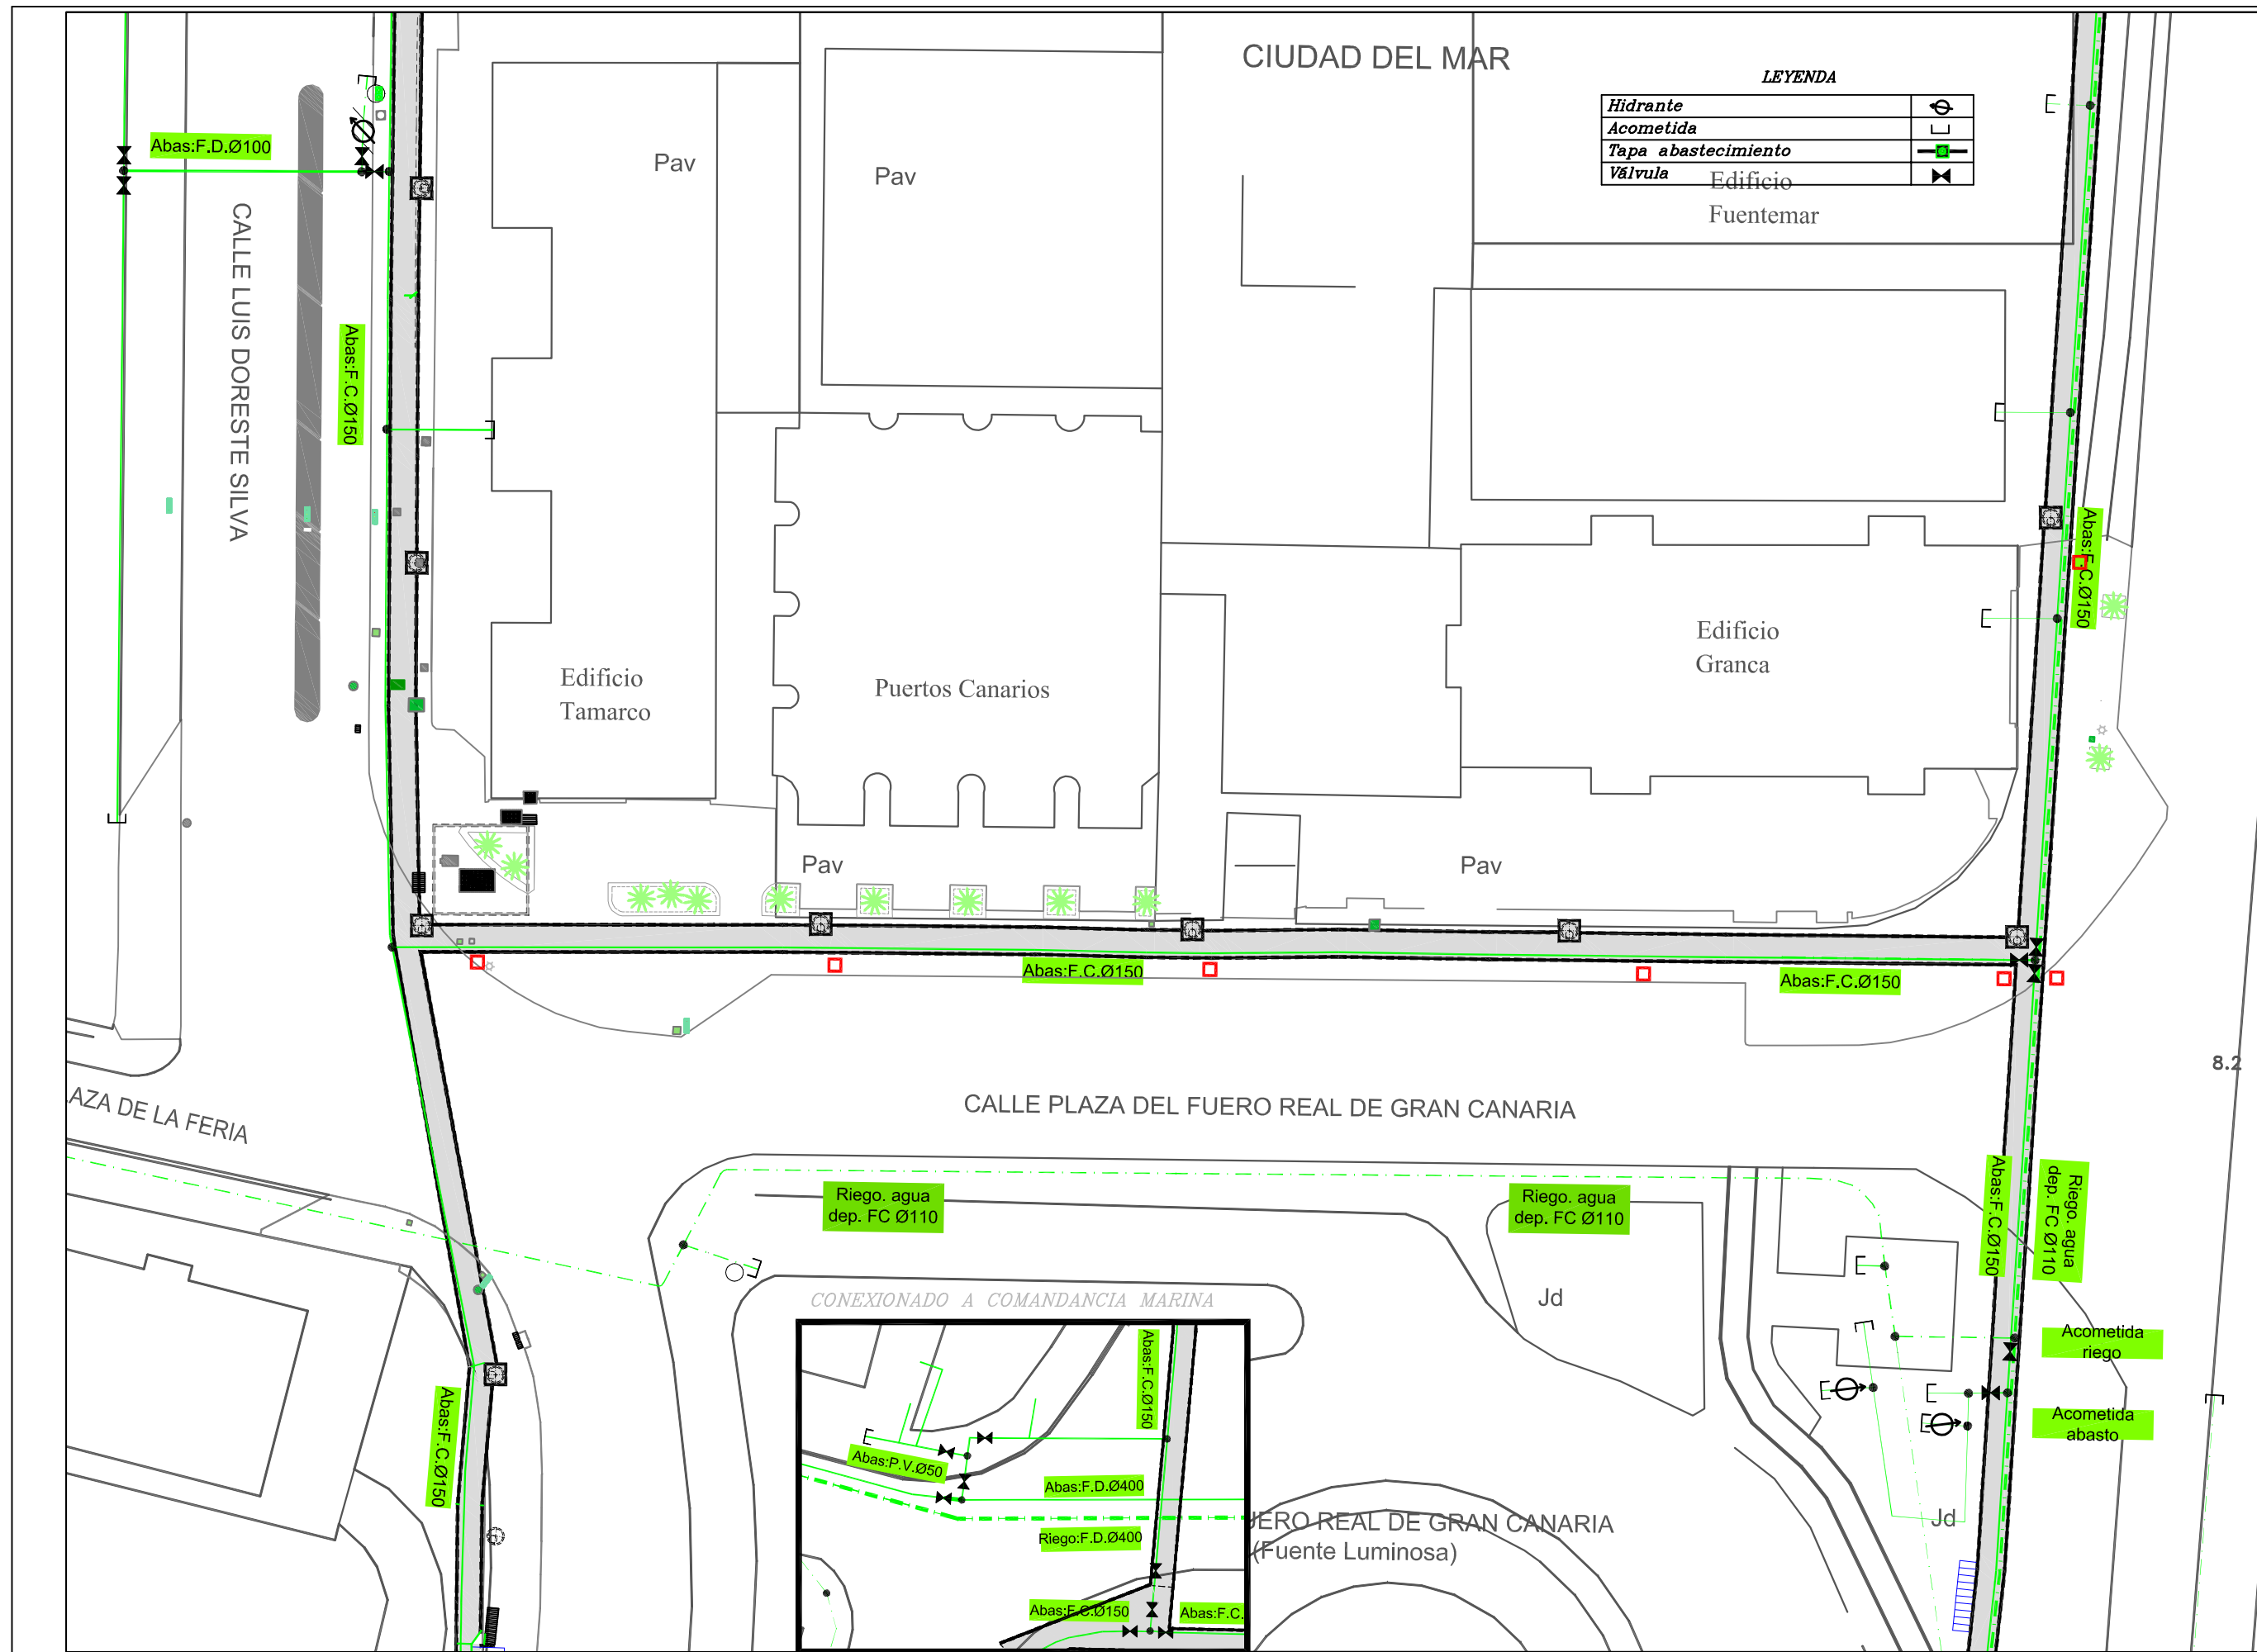 CIUDAD DEL MAR
LEYENDA
Hidrante
Acometida
Tapa abastecimiento
Válvula
Edificio
Fuentemar
Abas:F.D.Ø100
Pav
Pav
CALLE LUIS DORESTE SILVA
Abas:F.C.Ø150
Abas:F.C.Ø150
Edificio
Granca
Edificio
Tamarco
Puertos Canarios
Pav
Pav
Abas:F.C.Ø150
Abas:F.C.Ø150
8.2
AZA DE LA FERIA
CALLE PLAZA DEL FUERO REAL DE GRAN CANARIA
Riego. agua
dep. FC Ø110
Riego. agua
dep. FC Ø110
Abas:F.C.Ø150
Riego. agua
dep. FC Ø110
Jd
CONEXIONADO A COMANDANCIA MARINA
Acometida
riego
Acometida
abasto
Abas:F.C.Ø150
Abas:F.C.Ø150
Abas:P.V.Ø50
Abas:F.D.Ø400
Riego:F.D.Ø400
UERO REAL DE GRAN CANARIA
(Fuente Luminosa)
Jd
Abas:F.C.Ø150
Abas:F.C.